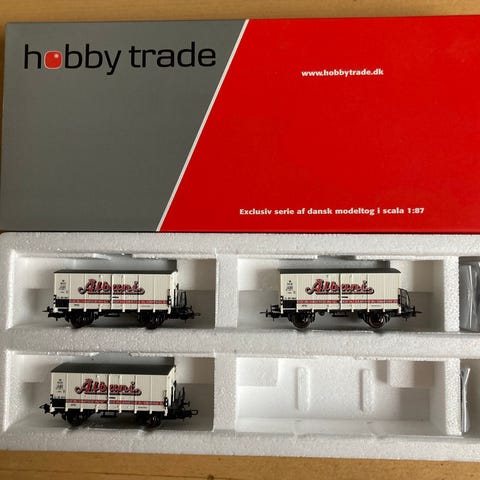 hobby trade
www.hobbytrade.dk
Exclusiv serie af dansk modeltog i scala 1:87
Albani
Albani
Albani